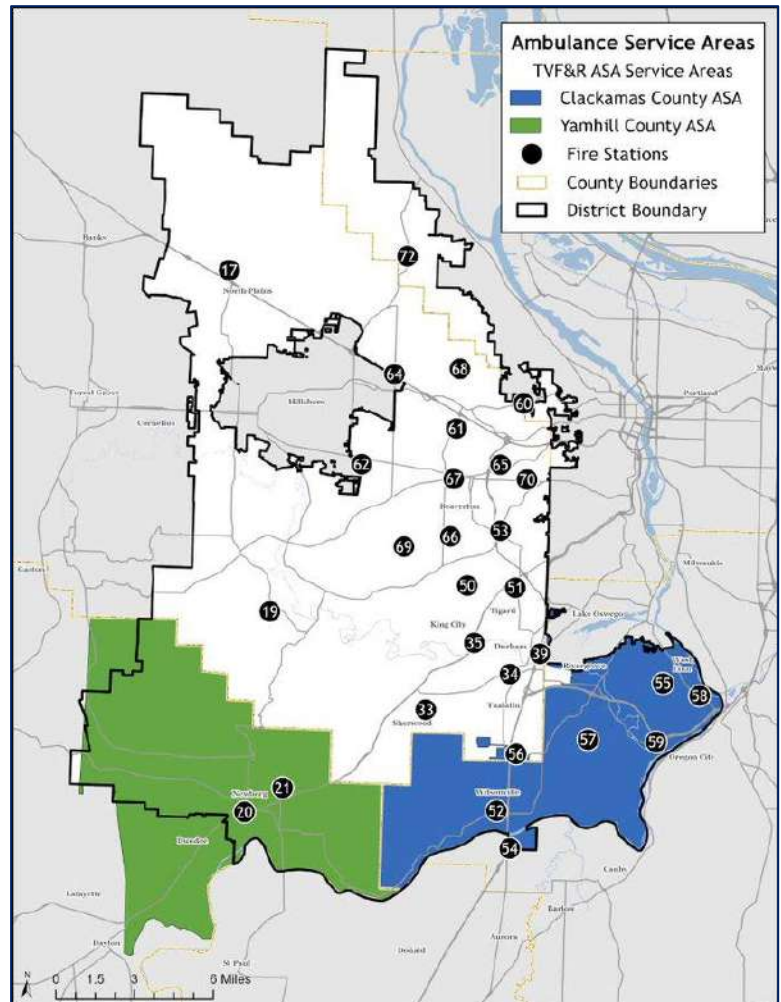 Ambulance Service Areas
TVF&R ASA Service Areas
Clackamas County ASA
Yamhill County ASA
Fire Stations
County Boundaries
District Boundary
Banks
72
17
North Plains
64
68
Portland
Forest Grove
Hillsboro
60
Cornelius
61
62
65
67
70
Beaverton
53
66
69
Milwaukie
Gaston
50
51
19
Tigard
Lake Oswego
King City
35
Durham
39
Rivergrove
West Linn
34
55
58
33
Tualatin
Sherwood
57
59
56
Oregon City
21
Newberg
Wilsonville
20
52
Dundee
54
Canby
Lafayette
Barlow
Aurora
Dayton
Donald
St Paul
N
0 1.5 3 6 Miles